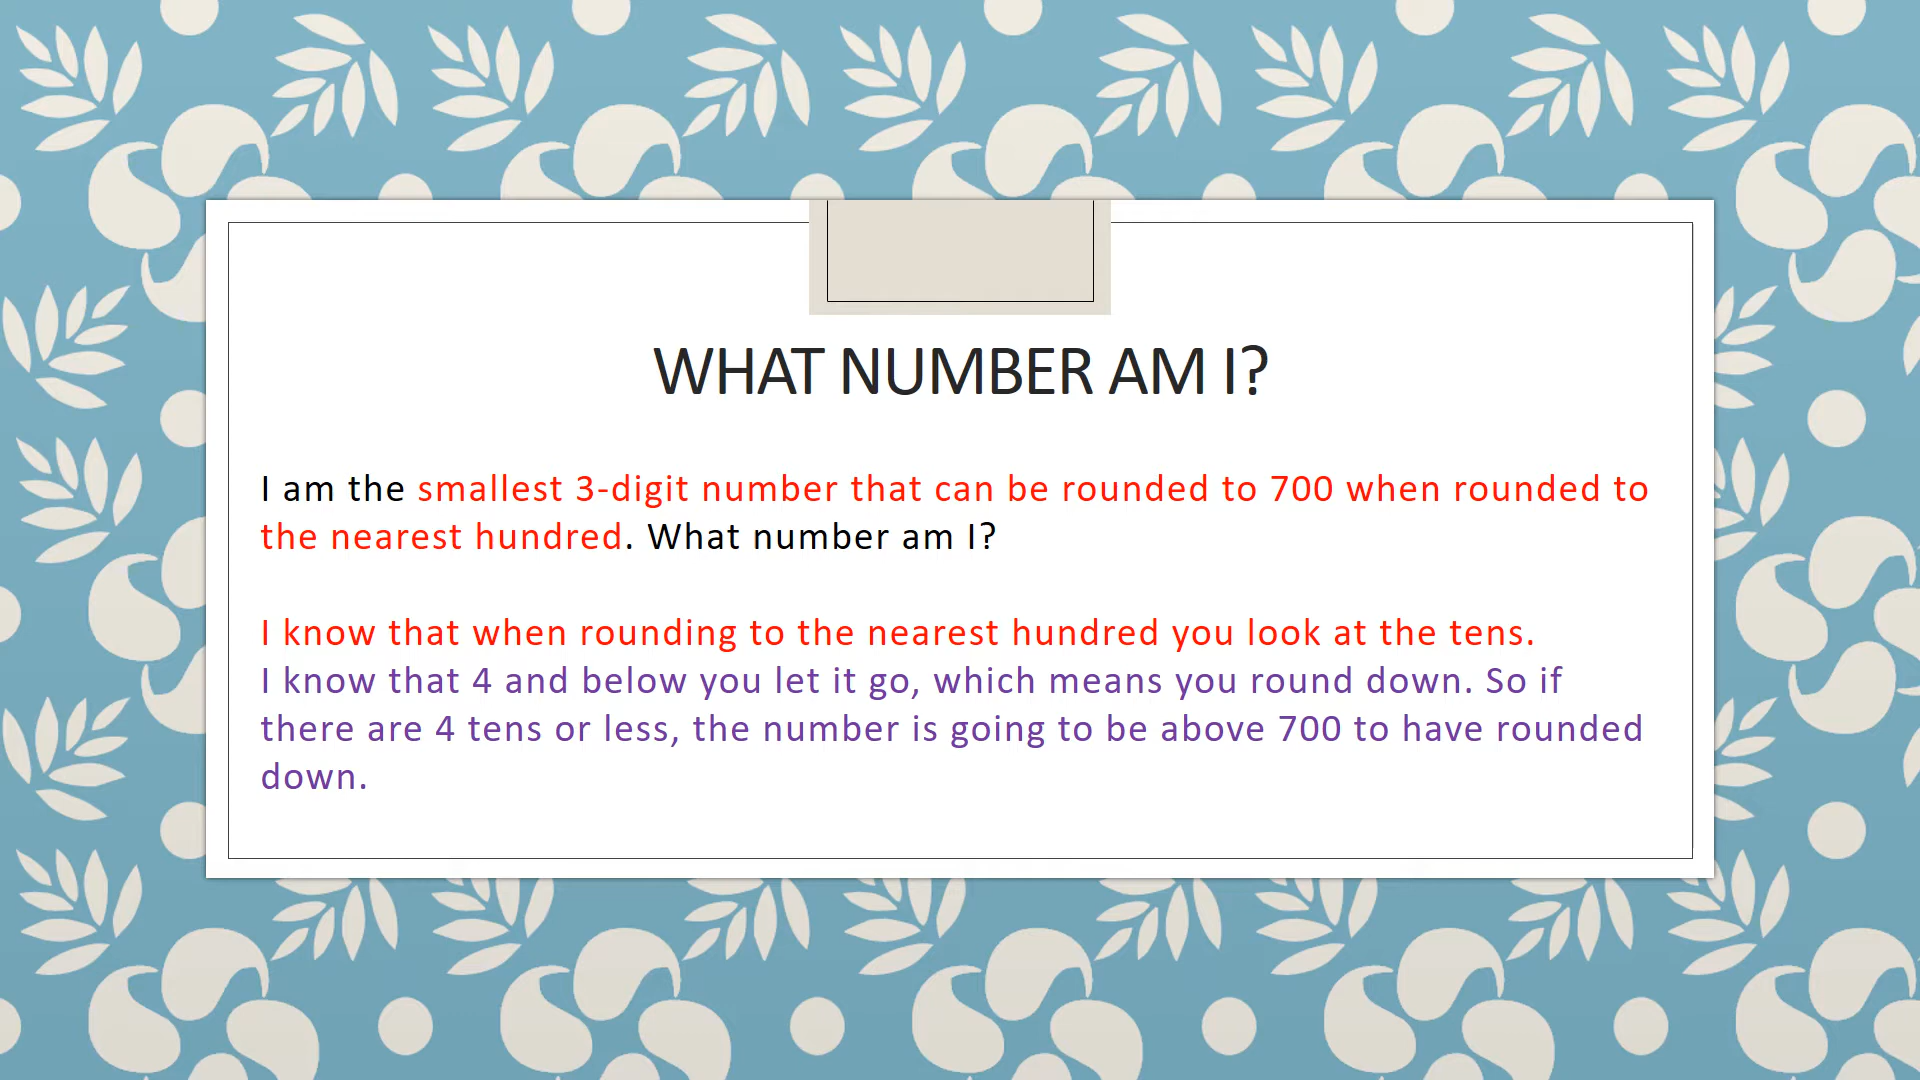 WHAT NUMBER AM I?
I am the smallest 3-digit number that can be rounded to 700 when rounded to
the nearest hundred. What number am I?
I know that when rounding to the nearest hundred you look at the tens.
I know that 4 and below you let it go, which means you round down. So if
there are 4 tens or less, the number is going to be above 700 to have rounded
down.